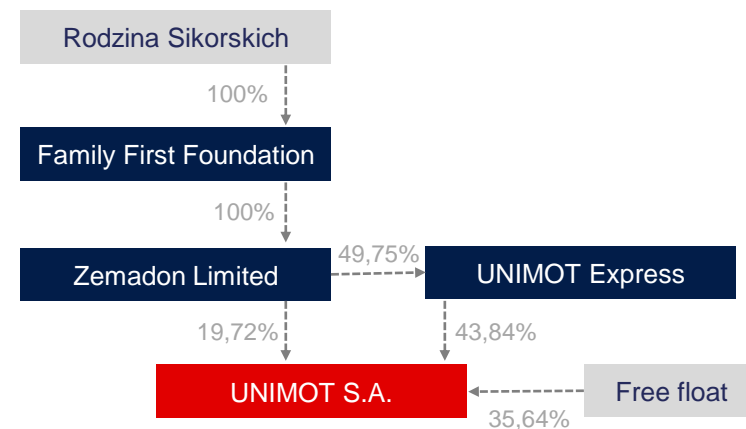 Rodzina Sikorskich
100%
Family First Foundation
100%
Zemadon Limited
49,75%
UNIMOT Express
19,72%
43,84%
UNIMOT S.A.
Free float
35,64%